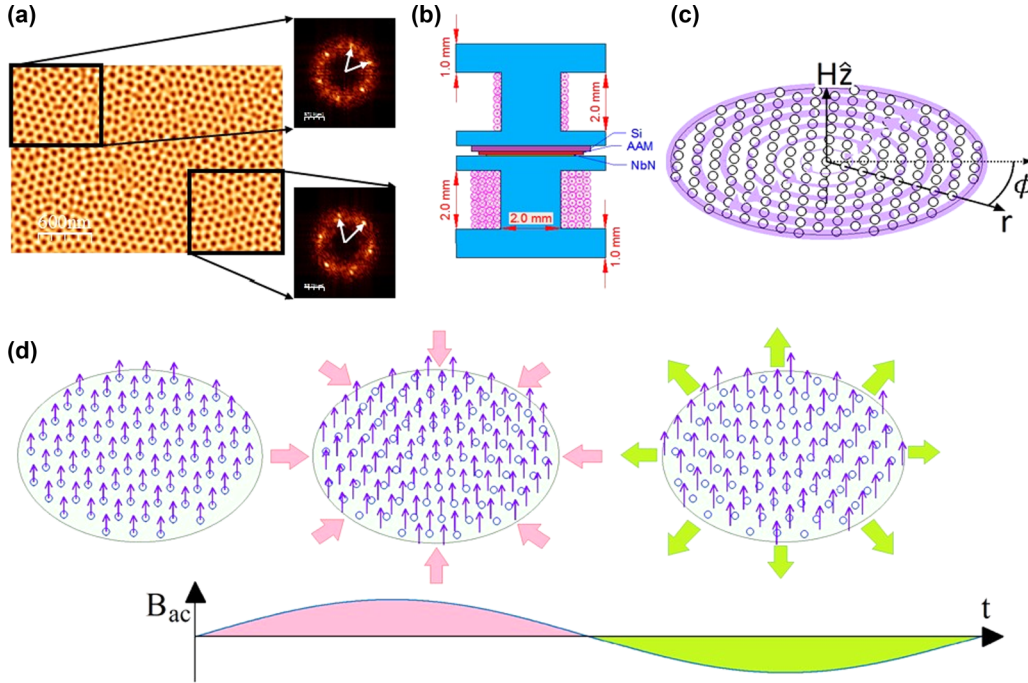 (a)
600nm
(b)
1.0 mm
2.0 mm
Si
AAM
NbN
2.0 mm
2.0 mm
1.0 mm
(c)
Hẑ
ϕ
r
(d)
B_ac
t